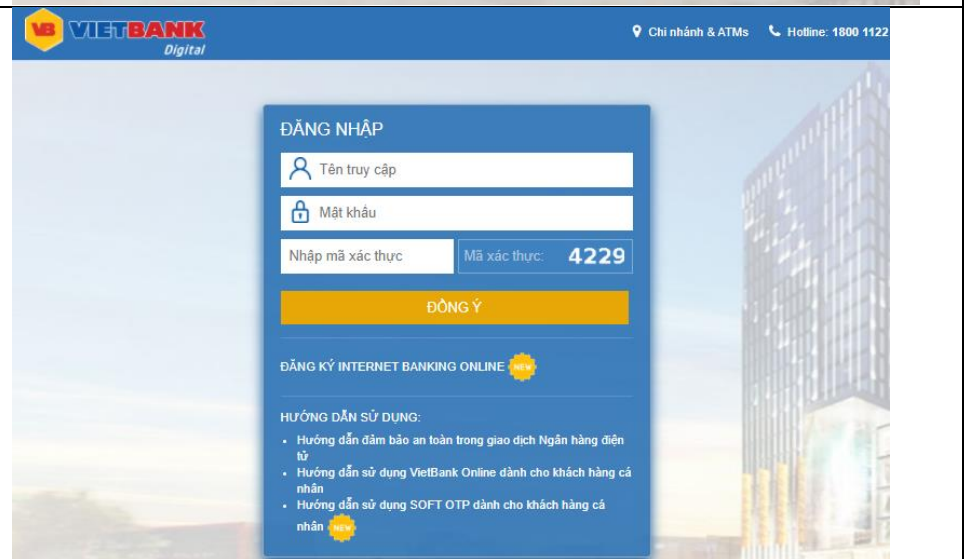 VB VIETBANK
Digital
Chi nhánh & ATMs Hotline: 1800 1122
ĐĂNG NHẬP
Tên truy cập
Mật khẩu
Nhập mã xác thực Mã xác thực: 4229
ĐỒNG Ý
ĐĂNG KÝ INTERNET BANKING ONLINE NEW
HƯỚNG DẪN SỬ DỤNG:
• Hướng dẫn đảm bảo an toàn trong giao dịch Ngân hàng điện
tử
• Hướng dẫn sử dụng VietBank Online dành cho khách hàng cá
nhân
• Hướng dẫn sử dụng SOFT OTP dành cho khách hàng cá
nhân NEW